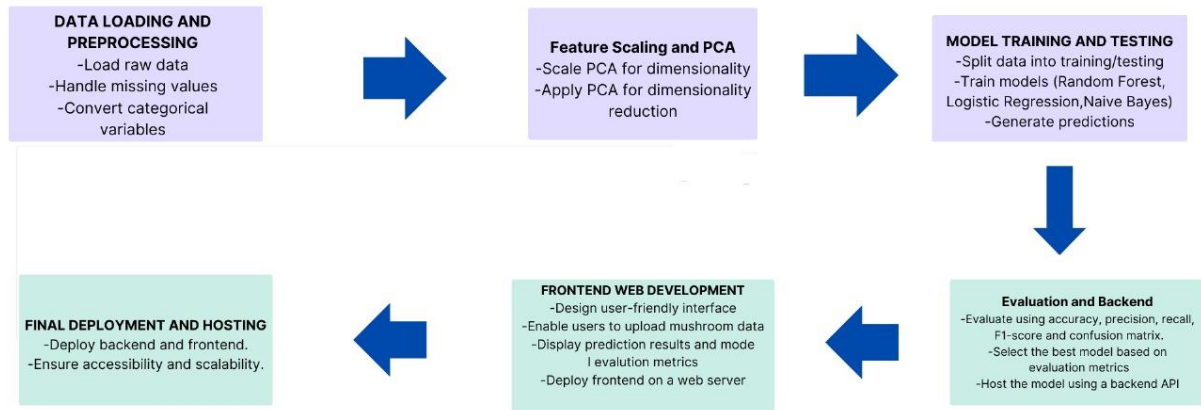 DATA LOADING AND
PREPROCESSING
-Load raw data
-Handle missing values
-Convert categorical
variables
Feature Scaling and PCA
-Scale PCA for dimensionality
-Apply PCA for dimensionality
reduction
MODEL TRAINING AND TESTING
-Split data into training/testing
-Train models (Random Forest,
Logistic Regression,Naive Bayes)
-Generate predictions
Evaluation and Backend
-Evaluate using accuracy, precision, recall,
F1-score and confusion matrix.
-Select the best model based on
evaluation metrics
-Host the model using a backend API
FRONTEND WEB DEVELOPMENT
-Design user-friendly interface
-Enable users to upload mushroom data
-Display prediction results and mode
l evalution metrics
-Deploy frontend on a web server
FINAL DEPLOYMENT AND HOSTING
-Deploy backend and frontend.
-Ensure accessibility and scalability.